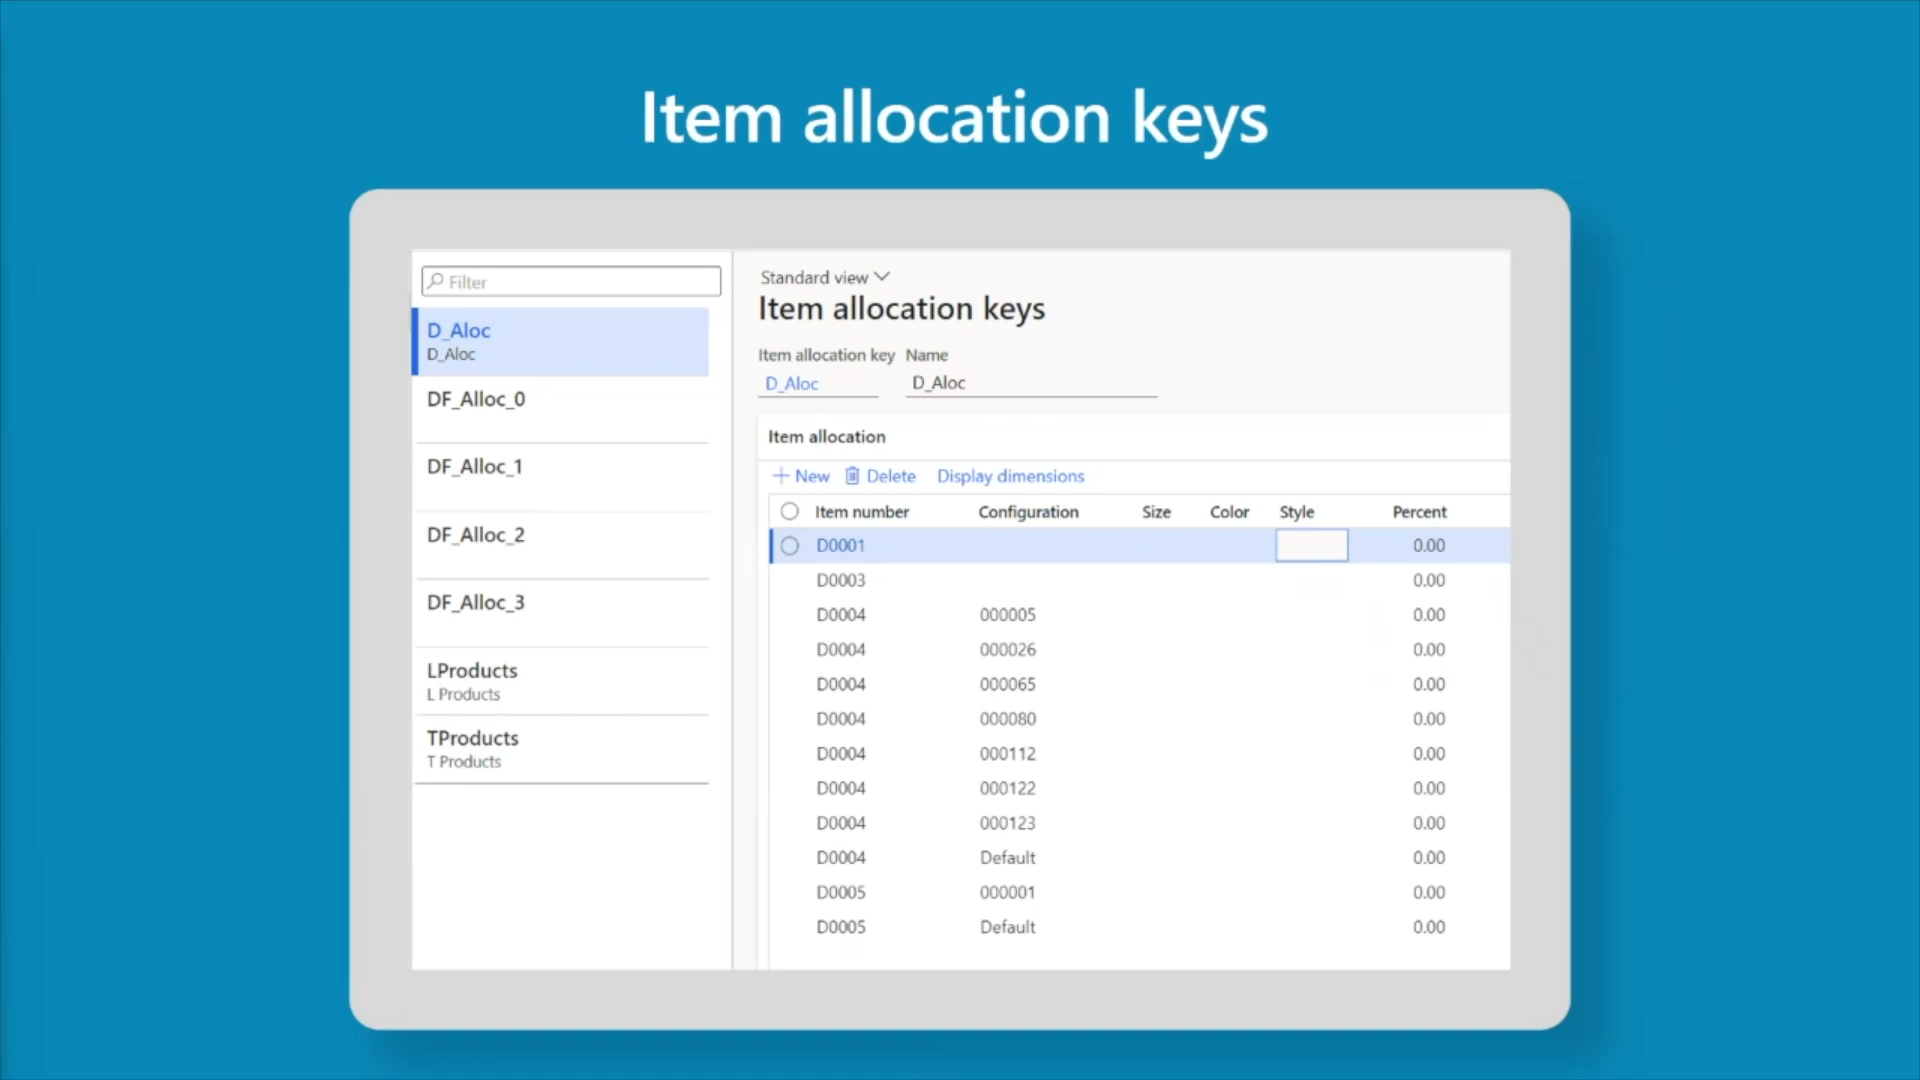 Item allocation keys
Filter
D_Aloc
D_Aloc
DF_Alloc_0
DF_Alloc_1
DF_Alloc_2
DF_Alloc_3
LProducts
L Products
TProducts
T Products
Standard view
Item allocation keys
Item allocation key Name
D_Aloc D_Aloc
Item allocation
New Delete Display dimensions
Item number Configuration Size Color Style Percent
D0001 0.00
D0003 0.00
D0004 000005 0.00
D0004 000026 0.00
D0004 000065 0.00
D0004 000080 0.00
D0004 000112 0.00
D0004 000122 0.00
D0004 000123 0.00
D0004 Default 0.00
D0005 000001 0.00
D0005 Default 0.00